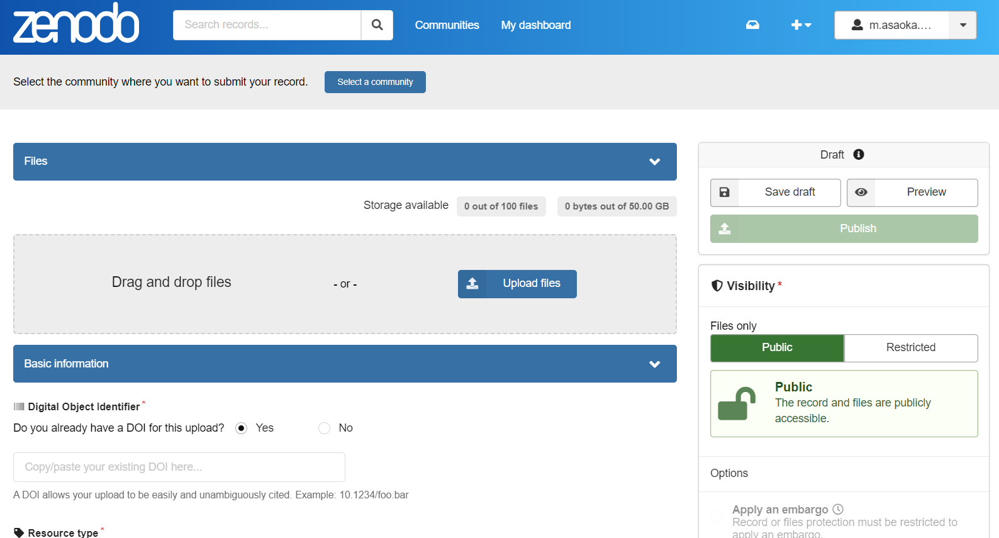 zenodo
Search records...
Communities
My dashboard
m.asaoka....
Select the community where you want to submit your record.
Select a community
Files
Storage available
0 out of 100 files
0 bytes out of 50.00 GB
Drag and drop files
- or -
Upload files
Basic information
Digital Object Identifier*
Do you already have a DOI for this upload?
Yes
No
Copy/paste your existing DOI here...
A DOI allows your upload to be easily and unambiguously cited. Example: 10.1234/foo.bar
Resource type*
Draft
Save draft
Preview
Publish
Visibility*
Files only
Public
Restricted
Public
The record and files are publicly
accessible.
Options
Apply an embargo
Record or files protection must be restricted to
apply an embargo.